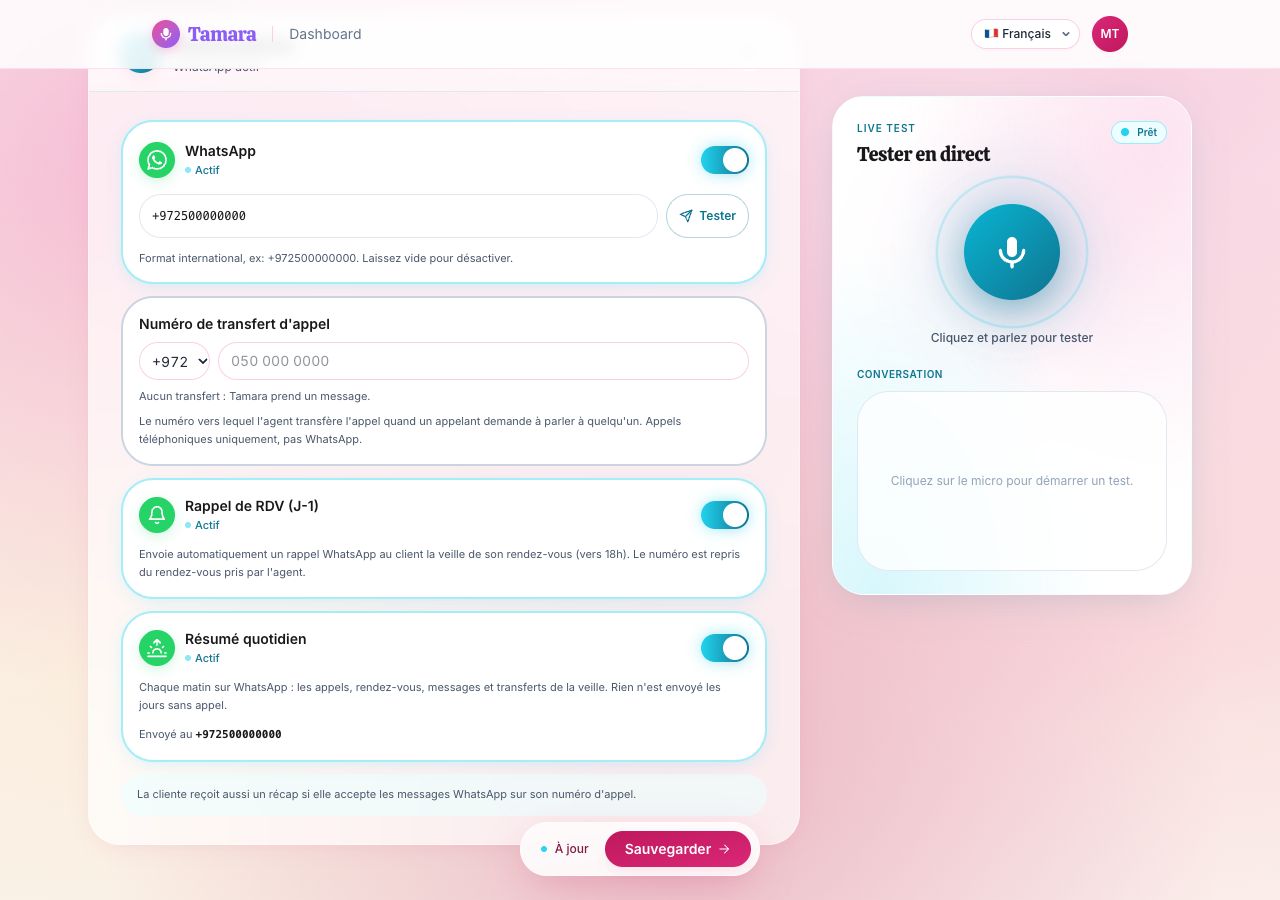 Tamara
Dashboard
Français
MT
WhatsApp actif
WhatsApp
Actif
+972500000000
Tester
Format international, ex: +972500000000. Laissez vide pour désactiver.
Numéro de transfert d'appel
+972
050 000 0000
Aucun transfert : Tamara prend un message.
Le numéro vers lequel l'agent transfère l'appel quand un appelant demande à parler à quelqu'un. Appels
téléphoniques uniquement, pas WhatsApp.
Rappel de RDV (J-1)
Actif
Envoie automatiquement un rappel WhatsApp au client la veille de son rendez-vous (vers 18h). Le numéro est repris
du rendez-vous pris par l'agent.
Résumé quotidien
Actif
Chaque matin sur WhatsApp : les appels, rendez-vous, messages et transferts de la veille. Rien n'est envoyé les
jours sans appel.
Envoyé au +972500000000
La cliente reçoit aussi un récap si elle accepte les messages WhatsApp sur son numéro d'appel.
À jour
Sauvegarder
LIVE TEST
Prêt
Tester en direct
Cliquez et parlez pour tester
CONVERSATION
Cliquez sur le micro pour démarrer un test.